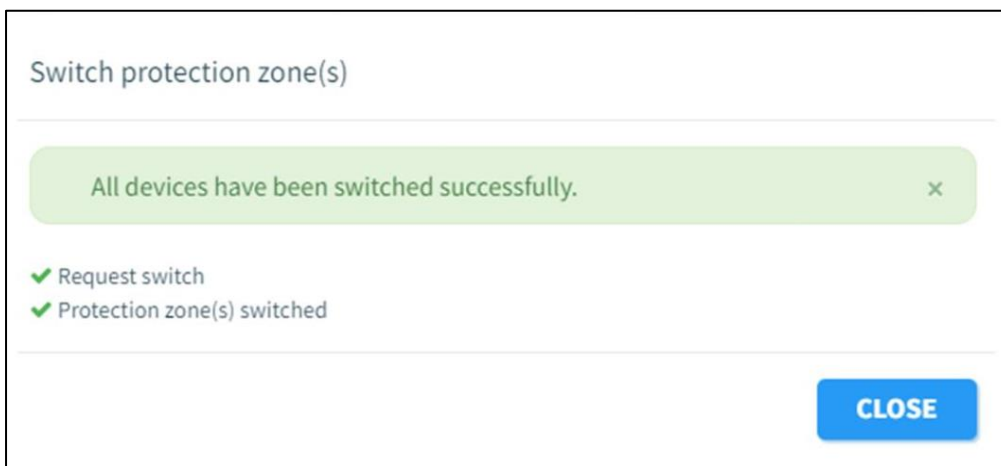 Switch protection zone(s)
All devices have been switched successfully.
Request switch
Protection zone(s) switched
CLOSE